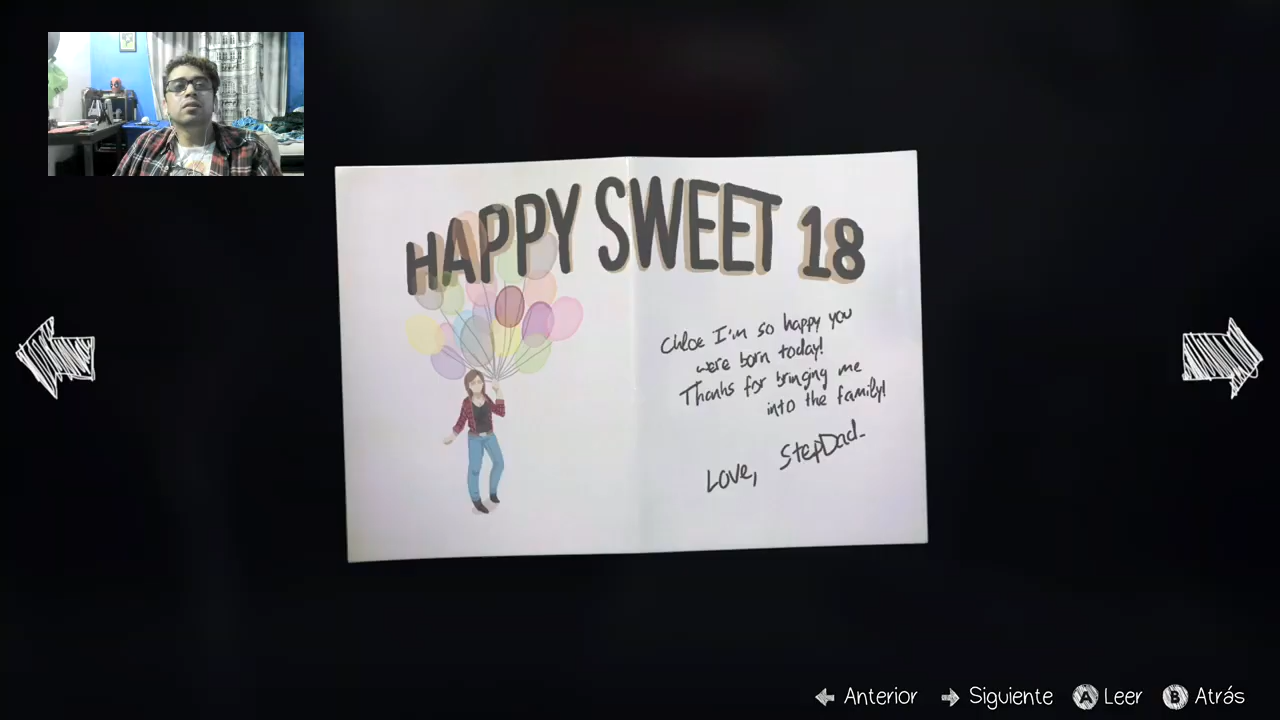 HAPPY SWEET 18
Chloe I'm so happy you
were born today!
Thanks for bringing me
into the family!
Love, StepDad
Anterior Siguiente A Leer B Atrás